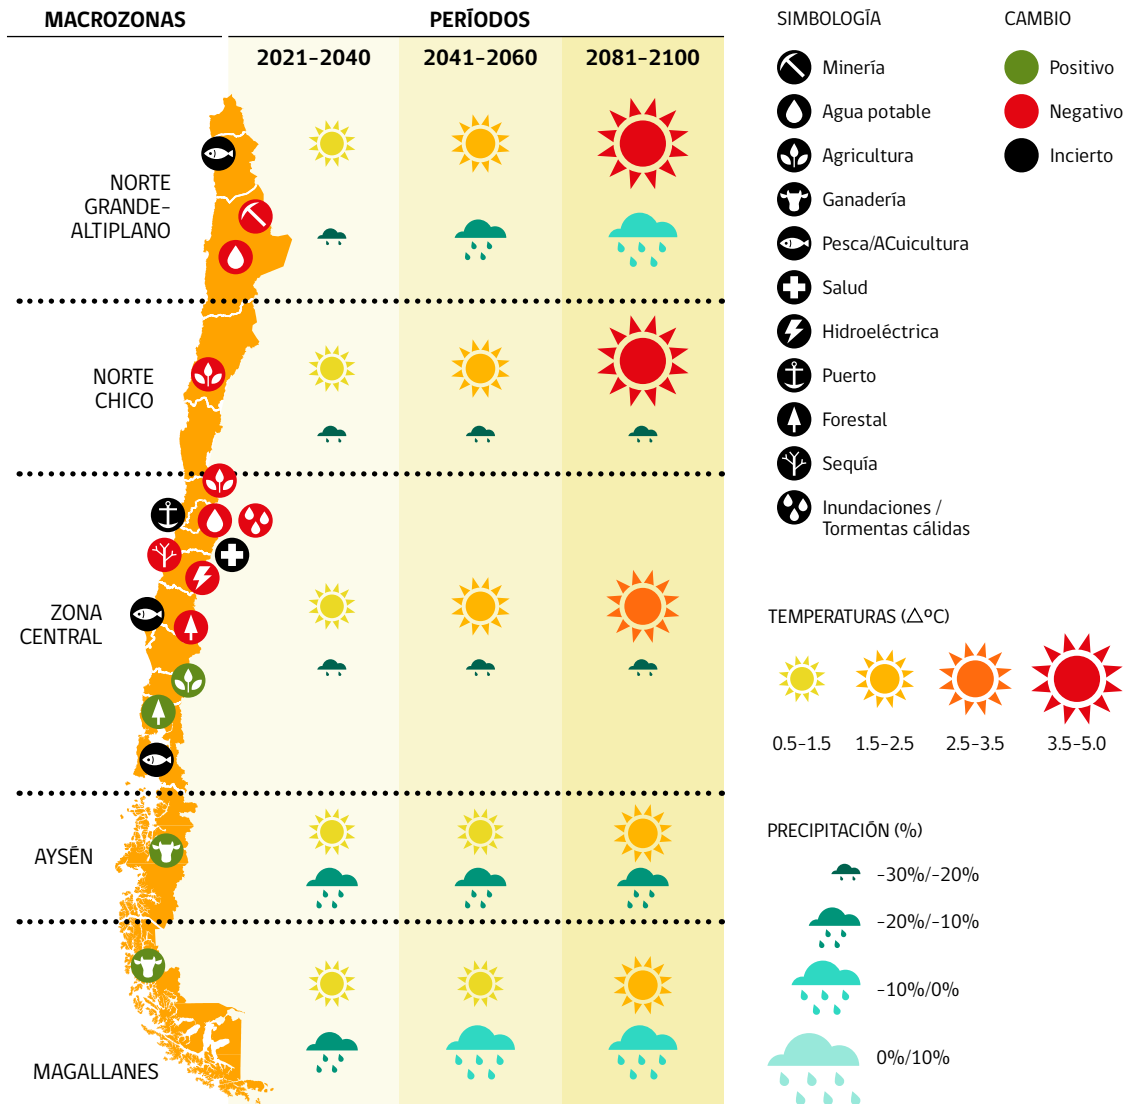 MACROZONAS
PERÍODOS
2021-2040
2041-2060
2081-2100
NORTE
GRANDE-
ALTIPLANO
NORTE
CHICO
ZONA
CENTRAL
AYSÉN
MAGALLANES
SIMBOLOGÍA
Minería
Agua potable
Agricultura
Ganadería
Pesca/ACuicultura
Salud
Hidroeléctrica
Puerto
Forestal
Sequía
Inundaciones /
Tormentas cálidas
CAMBIO
Positivo
Negativo
Incierto
TEMPERATURAS (△ºC)
0.5-1.5
1.5-2.5
2.5-3.5
3.5-5.0
PRECIPITACIÓN (%)
-30%/-20%
-20%/-10%
-10%/0%
0%/10%